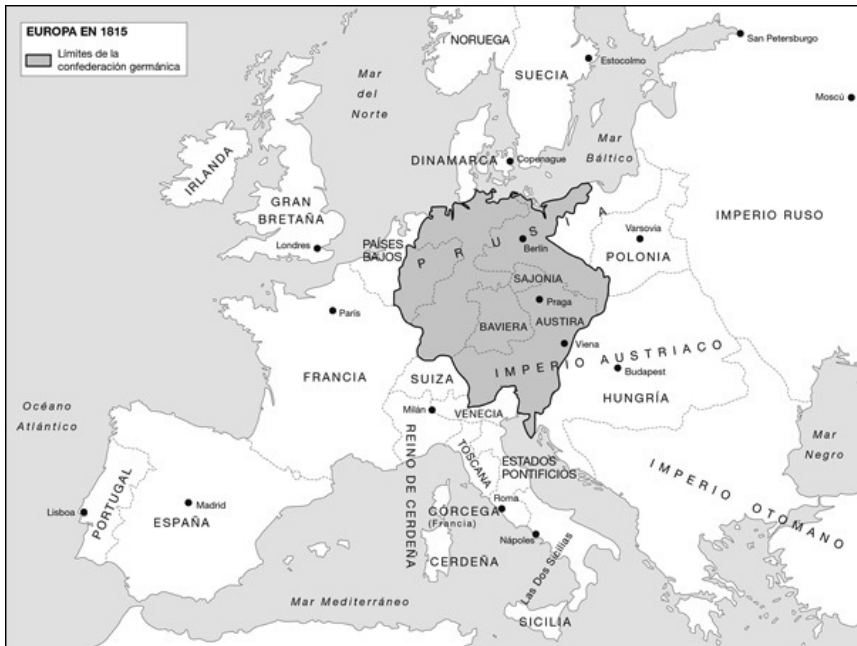 EUROPA EN 1815
Límites de la
confederación germánica
NORUEGA
SUECIA
Estocolmo
San Petersburgo
Moscú
Mar
del
Norte
Mar
Báltico
DINAMARCA
Copenague
IRLANDA
GRAN
BRETAÑA
Londres
PAÍSES
BAJOS
PRUSIA
Berlín
Varsovia
POLONIA
IMPERIO RUSO
SAJONIA
Praga
BAVIERA
AUSTIRA
Viena
París
FRANCIA
SUIZA
IMPERIO AUSTRIACO
Budapest
HUNGRÍA
Milán
VENECIA
Océano
Atlántico
Mar
Negro
REINO DE CERDEÑA
TOSCANA
ESTADOS
PONTIFICIOS
IMPERIO OTOMANO
PORTUGAL
Lisboa
Madrid
ESPAÑA
Roma
CÓRCEGA
(Francia)
Nápoles
CERDEÑA
Las Dos Sicilias
Mar Mediterráneo
SICILIA